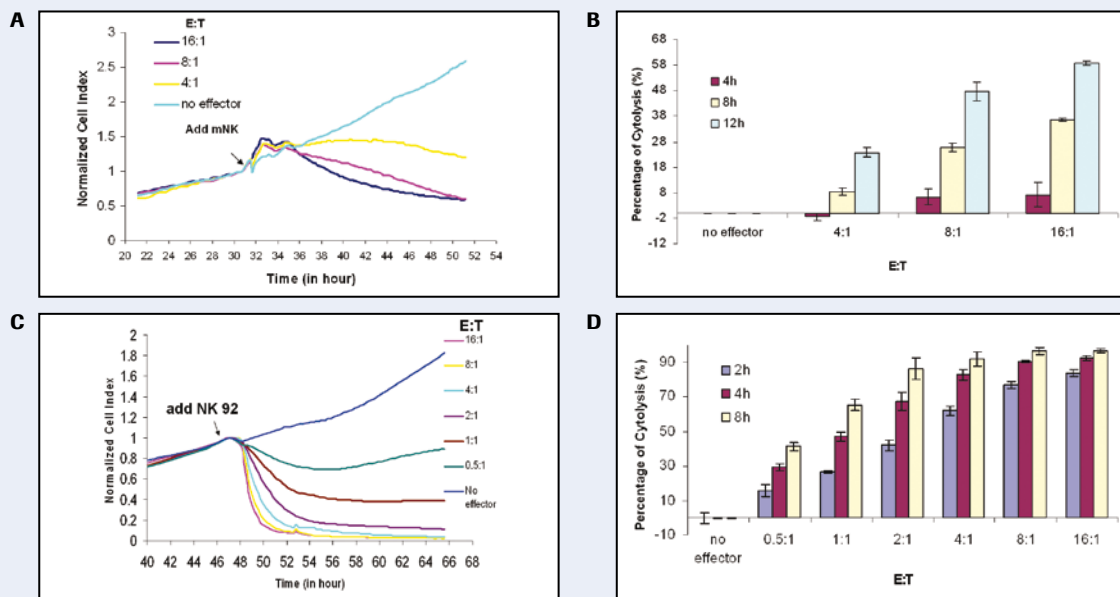 A
E:T
16:1
8:1
4:1
no effector
Add mNK
Normalized Cell Index
3
2.5
2
1.5
1
0.5
0
20 22 24 26 28 30 32 34 36 38 40 42 44 46 48 50 52 54
Time (in hour)
B
Percentage of Cytolysis (%)
68
58
48
38
28
18
8
-2
-12
4h
8h
12h
no effector 4:1 8:1 16:1
E:T
C
E:T
16:1
8:1
4:1
2:1
1:1
0.5:1
No effector
add NK 92
Normalized Cell Index
2
1.8
1.6
1.4
1.2
1
0.8
0.6
0.4
0.2
0
40 42 44 46 48 50 52 54 56 58 60 62 64 66 68
Time (in hour)
D
Percentage of Cytolysis (%)
90
70
50
30
10
-10
2h
4h
8h
no effector 0.5:1 1:1 2:1 4:1 8:1 16:1
E:T